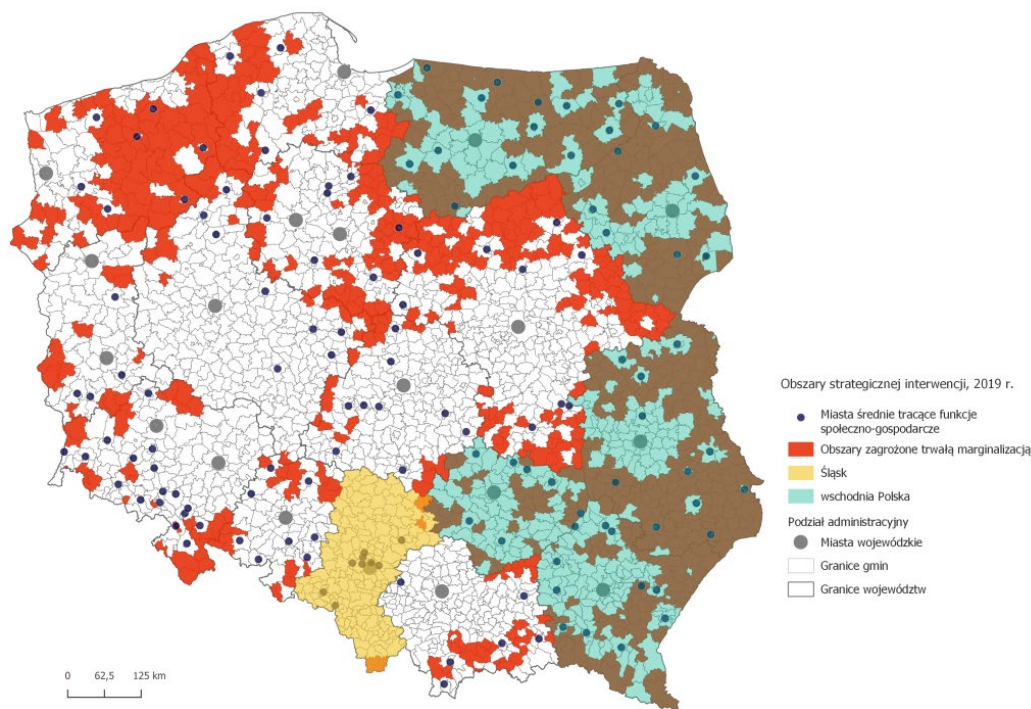 Obszary strategicznej interwencji, 2019 r.
Miasta średnie tracące funkcje
społeczno-gospodarcze
Obszary zagrożone trwałą marginalizacją
Śląsk
wschodnia Polska
Podział administracyjny
Miasta wojewódzkie
Granice gmin
Granice województw
0 62,5 125 km